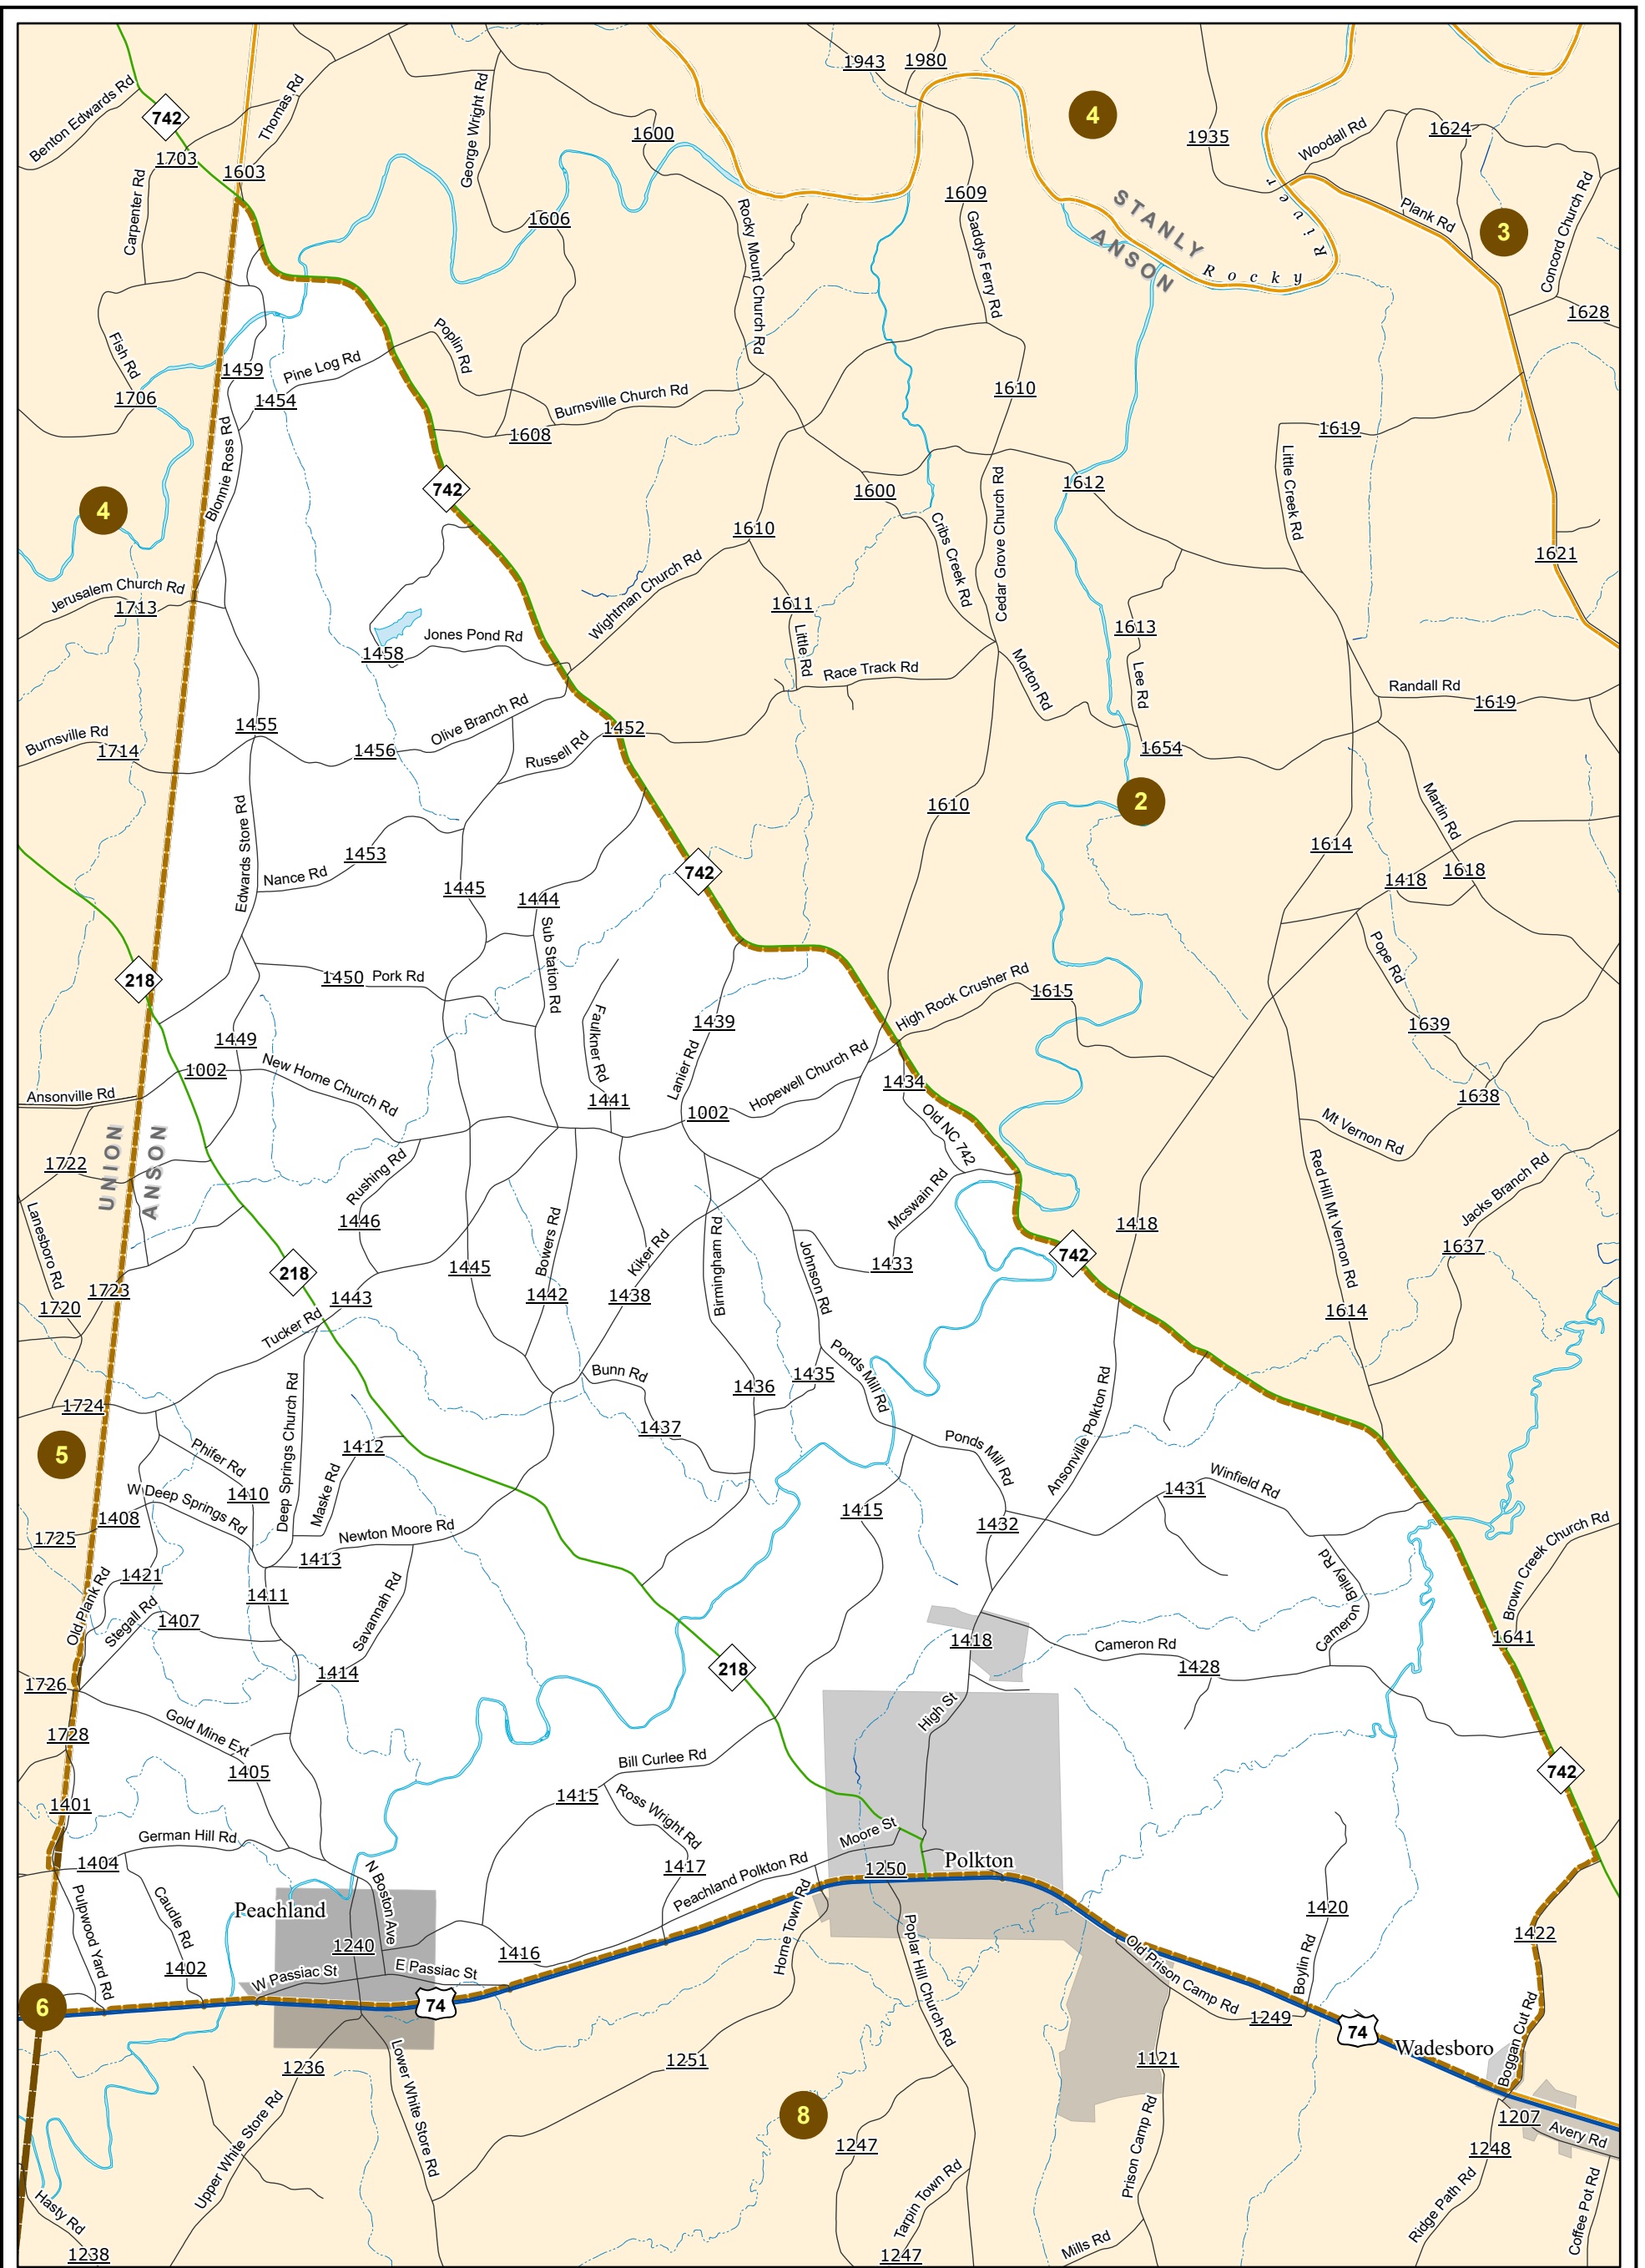 1943
1980
Benton Edwards Rd
742
Thomas Rd
George Wright Rd
1600
4
1935
Woodall Rd
1624
1703
1603
Carpenter Rd
1606
Rocky Mount Church Rd
1609
Gaddys Ferry Rd
STANLY
ANSON
Rocky
River
Plank Rd
3
Concord Church Rd
1628
Fish Rd
1706
1459
Pine Log Rd
1454
Poplin Rd
Burnsville Church Rd
1608
1610
1619
Blonnie Ross Rd
742
4
1600
1612
Little Creek Rd
1610
Cribs Creek Rd
Cedar Grove Church Rd
1621
Jerusalem Church Rd
1713
Wightman Church Rd
1611
1613
Jones Pond Rd
1458
Little Rd
Race Track Rd
Morton Rd
Lee Rd
Randall Rd
1619
Burnsville Rd
1714
1455
1456
Olive Branch Rd
Russell Rd
1452
1654
Edwards Store Rd
1610
2
Martin Rd
1453
Nance Rd
1445
1444
742
1614
1418
1618
Sub Station Rd
218
1450
Pork Rd
Pope Rd
High Rock Crusher Rd
1615
1449
Faulkner Rd
1439
1639
1002
New Home Church Rd
Ansonville Rd
Lanier Rd
Hopewell Church Rd
1434
1441
1002
Old NC 742
1638
Mt Vernon Rd
UNION
ANSON
1722
Rushing Rd
Mcswain Rd
Red Hill Mt Vernon Rd
Jacks Branch Rd
Lanesboro Rd
1446
Bowers Rd
Kiker Rd
Birmingham Rd
Johnson Rd
1418
742
1637
218
1445
1433
1723
1720
1443
1442
1438
1614
Tucker Rd
Bunn Rd
1436
1435
Ponds Mill Rd
Ansonville Polkton Rd
1724
Deep Springs Church Rd
1437
5
Phifer Rd
1412
Ponds Mill Rd
Winfield Rd
1431
W Deep Springs Rd
1410
Maske Rd
1408
1725
Newton Moore Rd
1413
1415
1432
Brown Creek Church Rd
Old Plank Rd
1421
1411
Savannah Rd
Cameron Briley Rd
Stegall Rd
1407
1418
Cameron Rd
1641
1726
1414
218
1428
Gold Mine Ext
High St
1728
1405
Bill Curlee Rd
742
1401
1415
Ross Wright Rd
German Hill Rd
Moore St
1404
1417
1250
Polkton
Peachland Polkton Rd
Pulpwood Yard Rd
Caudle Rd
Peachland
N Boston Ave
Home Town Rd
Poplar Hill Church Rd
1420
1240
1416
1422
Old Prison Camp Rd
Boylin Rd
1402
W Passiac St
E Passiac St
6
74
1249
74
Wadesboro
Boggan Cut Rd
1236
Lower White Store Rd
1251
1121
8
Upper White Store Rd
1207
Avery Rd
1247
1248
Prison Camp Rd
Tarpin Town Rd
Ridge Path Rd
Coffee Pot Rd
Hasty Rd
1238
1247
Mills Rd